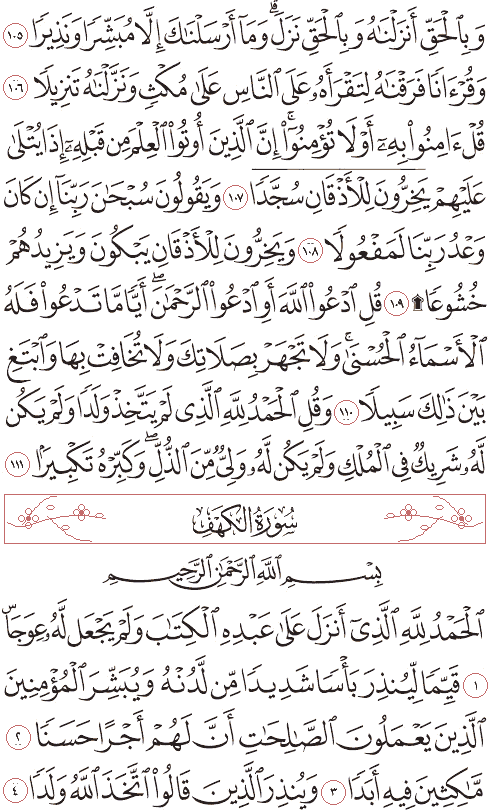 وَبِٱلْحَقِّ أَنزَلْنَٰهُ وَبِٱلْحَقِّ نَزَلَ ۗ وَمَآ أَرْسَلْنَٰكَ إِلَّا مُبَشِّرًا وَنَذِيرًا ١٠٥
وَقُرْءَانًا فَرَقْنَٰهُ لِتَقْرَأَهُۥ عَلَى ٱلنَّاسِ عَلَىٰ مُكْثٍ وَنَزَّلْنَٰهُ تَنزِيلًا ١٠٦
قُلْ ءَامِنُوا۟ بِهِۦٓ أَوْ لَا تُؤْمِنُوٓا۟ ۚ إِنَّ ٱلَّذِينَ أُوتُوا۟ ٱلْعِلْمَ مِن قَبْلِهِۦٓ إِذَا يُتْلَىٰ
عَلَيْهِمْ يَخِرُّونَ لِلْأَذْقَانِ سُجَّدًا ١٠٧ وَيَقُولُونَ سُبْحَٰنَ رَبِّنَآ إِن كَانَ
وَعْدُ رَبِّنَا لَمَفْعُولًا ١٠٨ وَيَخِرُّونَ لِلْأَذْقَانِ يَبْكُونَ وَيَزِيدُهُمْ
خُشُوعًا ۩ ١٠٩ قُلِ ٱدْعُوا۟ ٱللَّهَ أَوِ ٱدْعُوا۟ ٱلرَّحْمَٰنَ ۖ أَيًّا مَّا تَدْعُوا۟ فَلَهُ
ٱلْأَسْمَآءُ ٱلْحُسْنَىٰ ۚ وَلَا تَجْهَرْ بِصَلَاتِكَ وَلَا تُخَافِتْ بِهَا وَٱبْتَغِ
بَيْنَ ذَٰلِكَ سَبِيلًا ١١٠ وَقُلِ ٱلْحَمْدُ لِلَّهِ ٱلَّذِى لَمْ يَتَّخِذْ وَلَدًا وَلَمْ يَكُن
لَّهُۥ شَرِيكٌ فِى ٱلْمُلْكِ وَلَمْ يَكُن لَّهُۥ وَلِىٌّ مِّنَ ٱلذُّلِّ ۖ وَكَبِّرْهُ تَكْبِيرًۢا ١١١
سُورَةُ الكَهْفِ
بِسْمِ ٱللَّهِ ٱلرَّحْمَٰنِ ٱلرَّحِيمِ
ٱلْحَمْدُ لِلَّهِ ٱلَّذِىٓ أَنزَلَ عَلَىٰ عَبْدِهِ ٱلْكِتَٰبَ وَلَمْ يَجْعَل لَّهُۥ عِوَجَا ۜ
١ قَيِّمًا لِّيُنذِرَ بَأْسًا شَدِيدًا مِّن لَّدُنْهُ وَيُبَشِّرَ ٱلْمُؤْمِنِينَ
ٱلَّذِينَ يَعْمَلُونَ ٱلصَّٰلِحَٰتِ أَنَّ لَهُمْ أَجْرًا حَسَنًا ٢
مَّٰكِثِينَ فِيهِ أَبَدًا ٣ وَيُنذِرَ ٱلَّذِينَ قَالُوا۟ ٱتَّخَذَ ٱللَّهُ وَلَدًا ٤